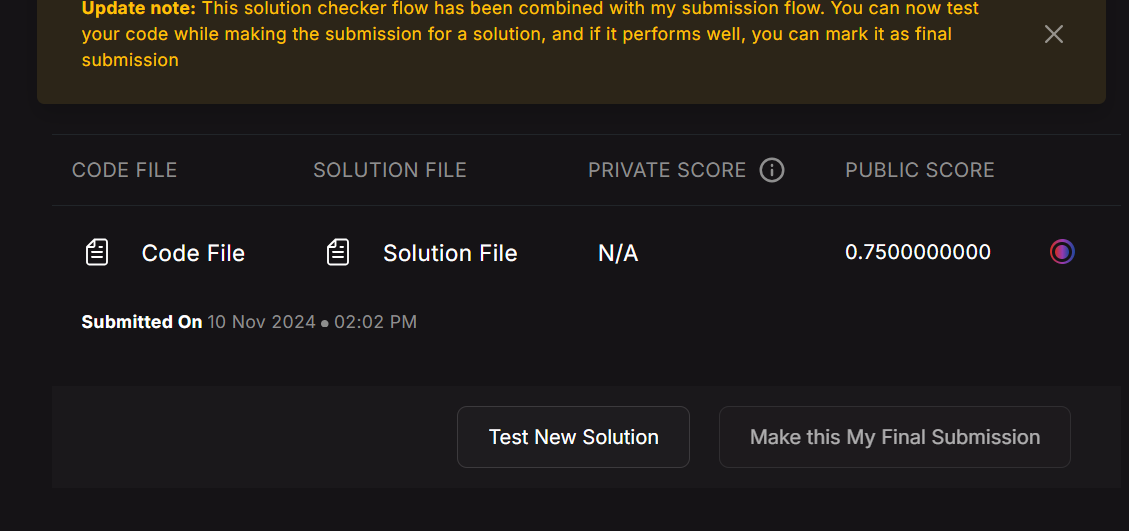 Update note: This solution checker flow has been combined with my submission flow. You can now test
your code while making the submission for a solution, and if it performs well, you can mark it as final
submission
CODE FILE SOLUTION FILE PRIVATE SCORE PUBLIC SCORE
Code File Solution File N/A 0.7500000000
Submitted On 10 Nov 2024 • 02:02 PM
Test New Solution Make this My Final Submission